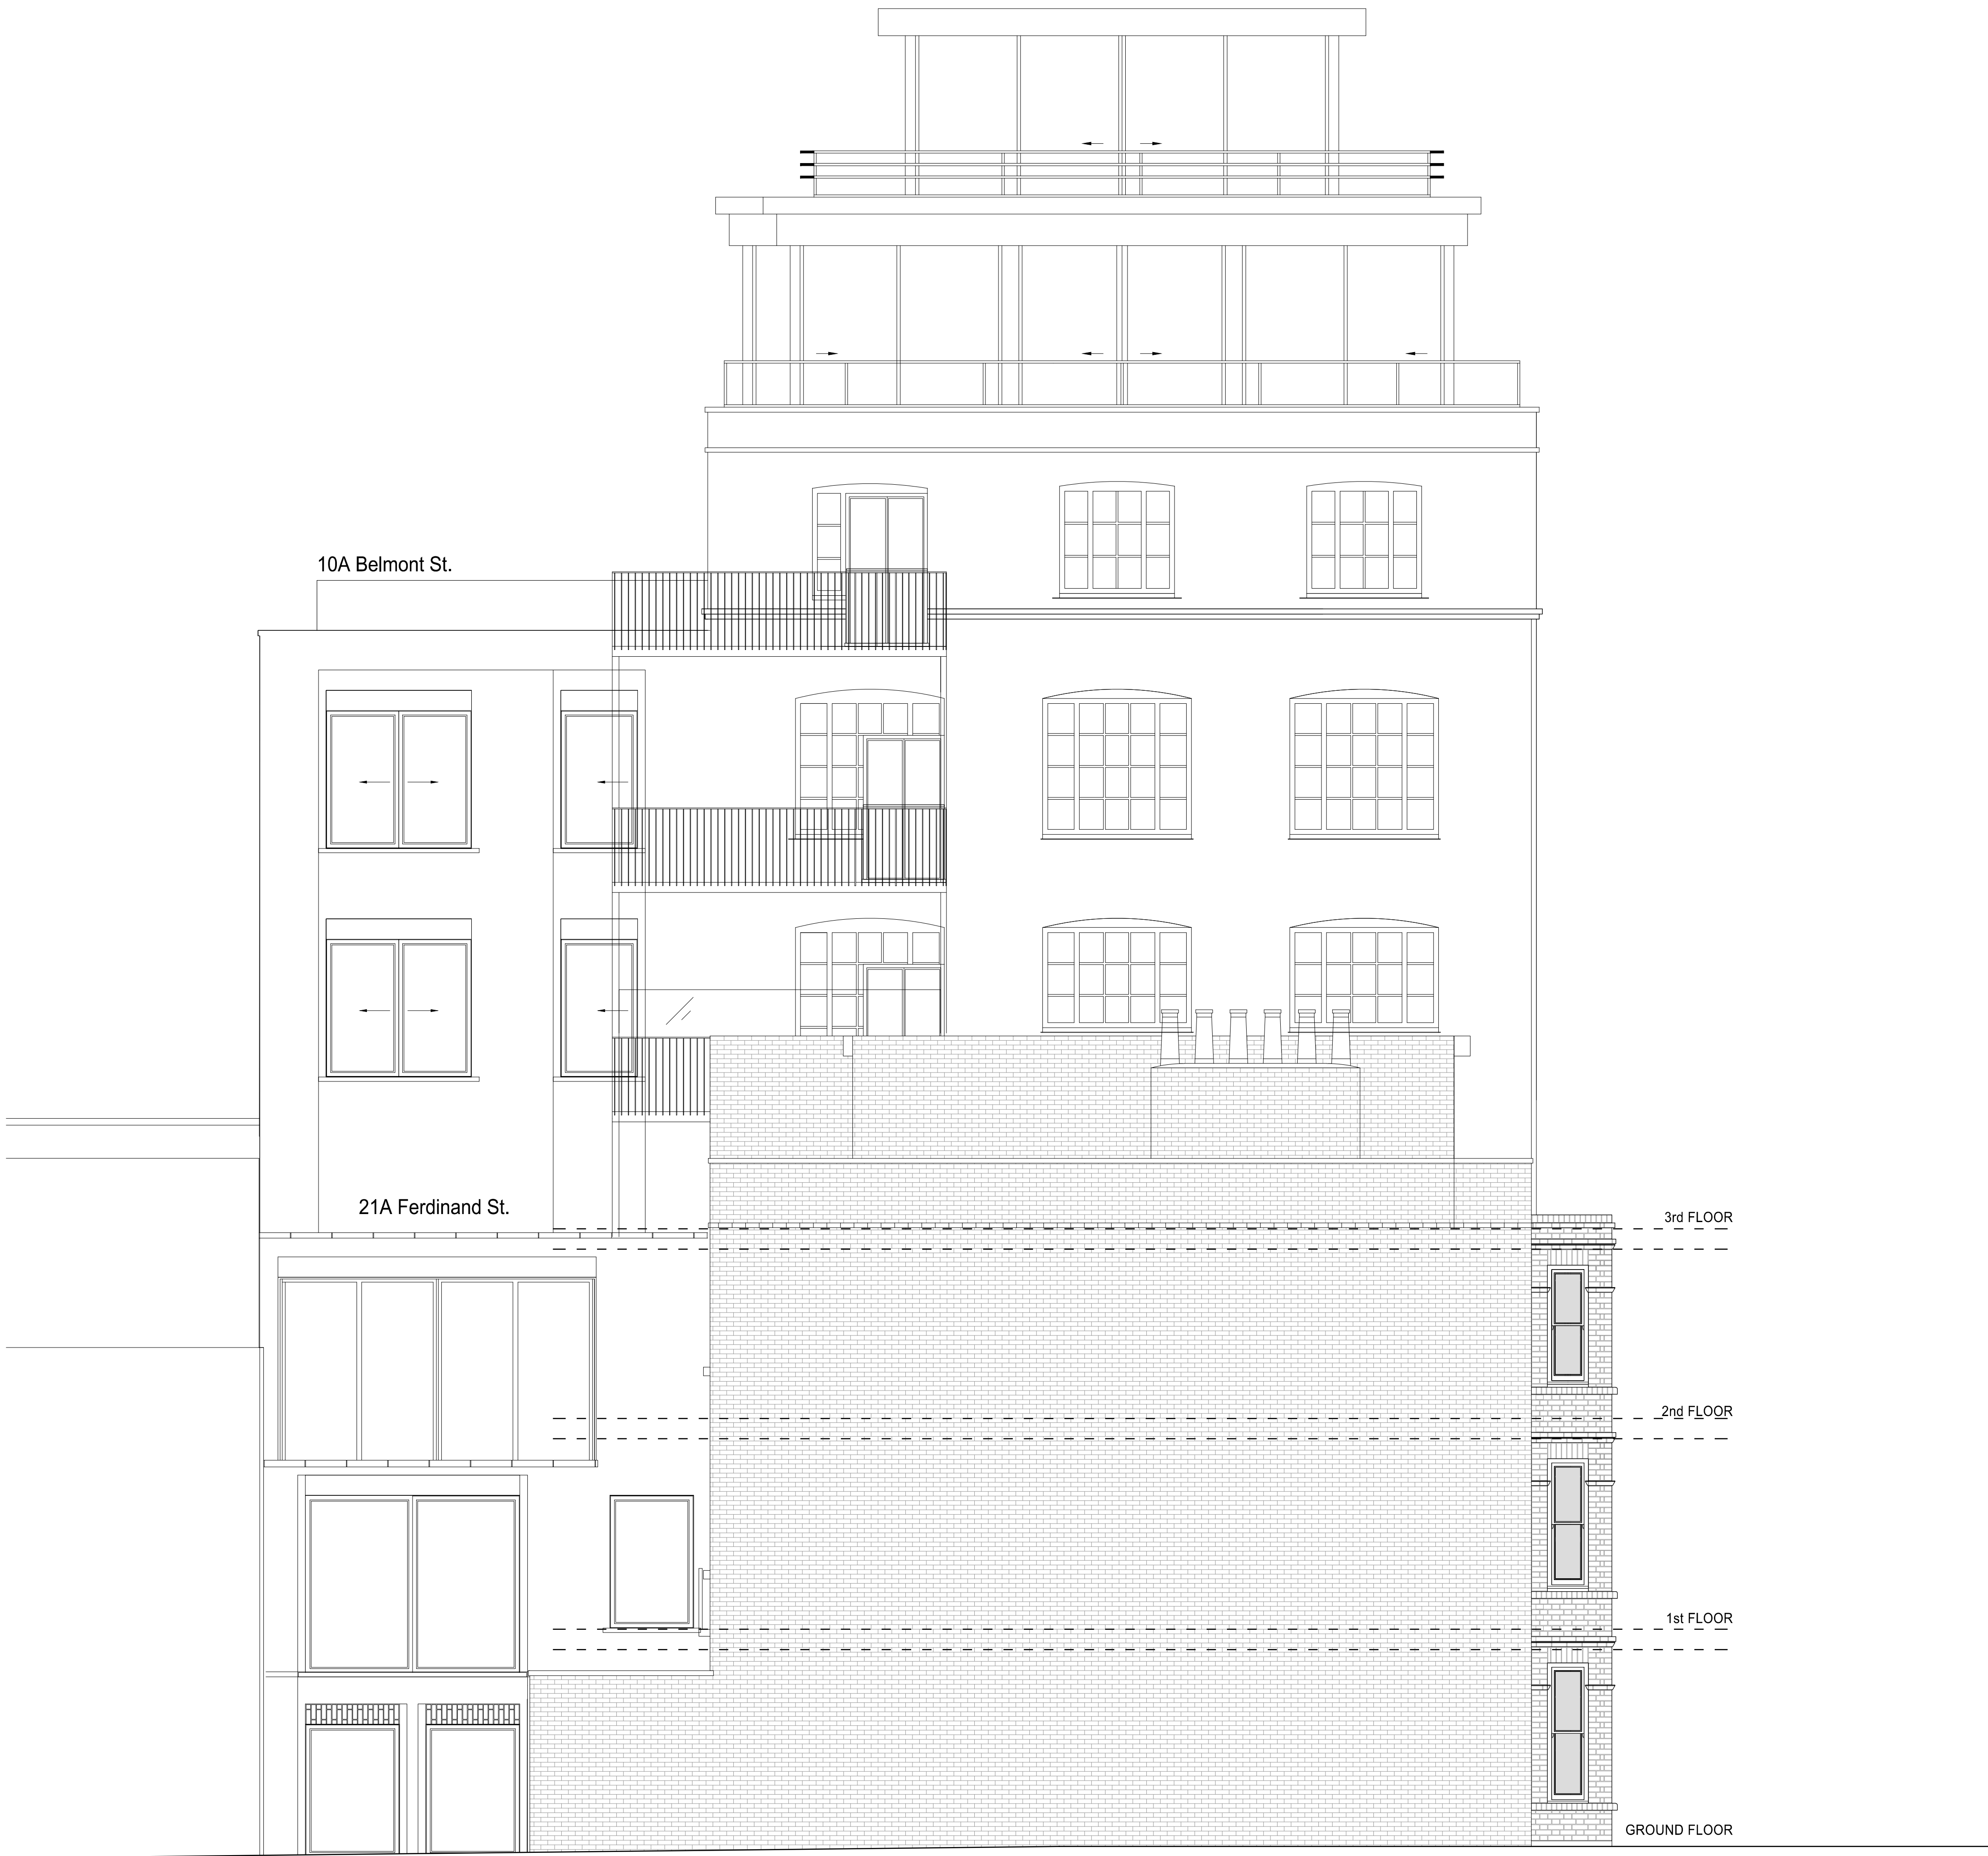 10A Belmont St.
21A Ferdinand St.
3rd FLOOR
2nd FLOOR
1st FLOOR
GROUND FLOOR